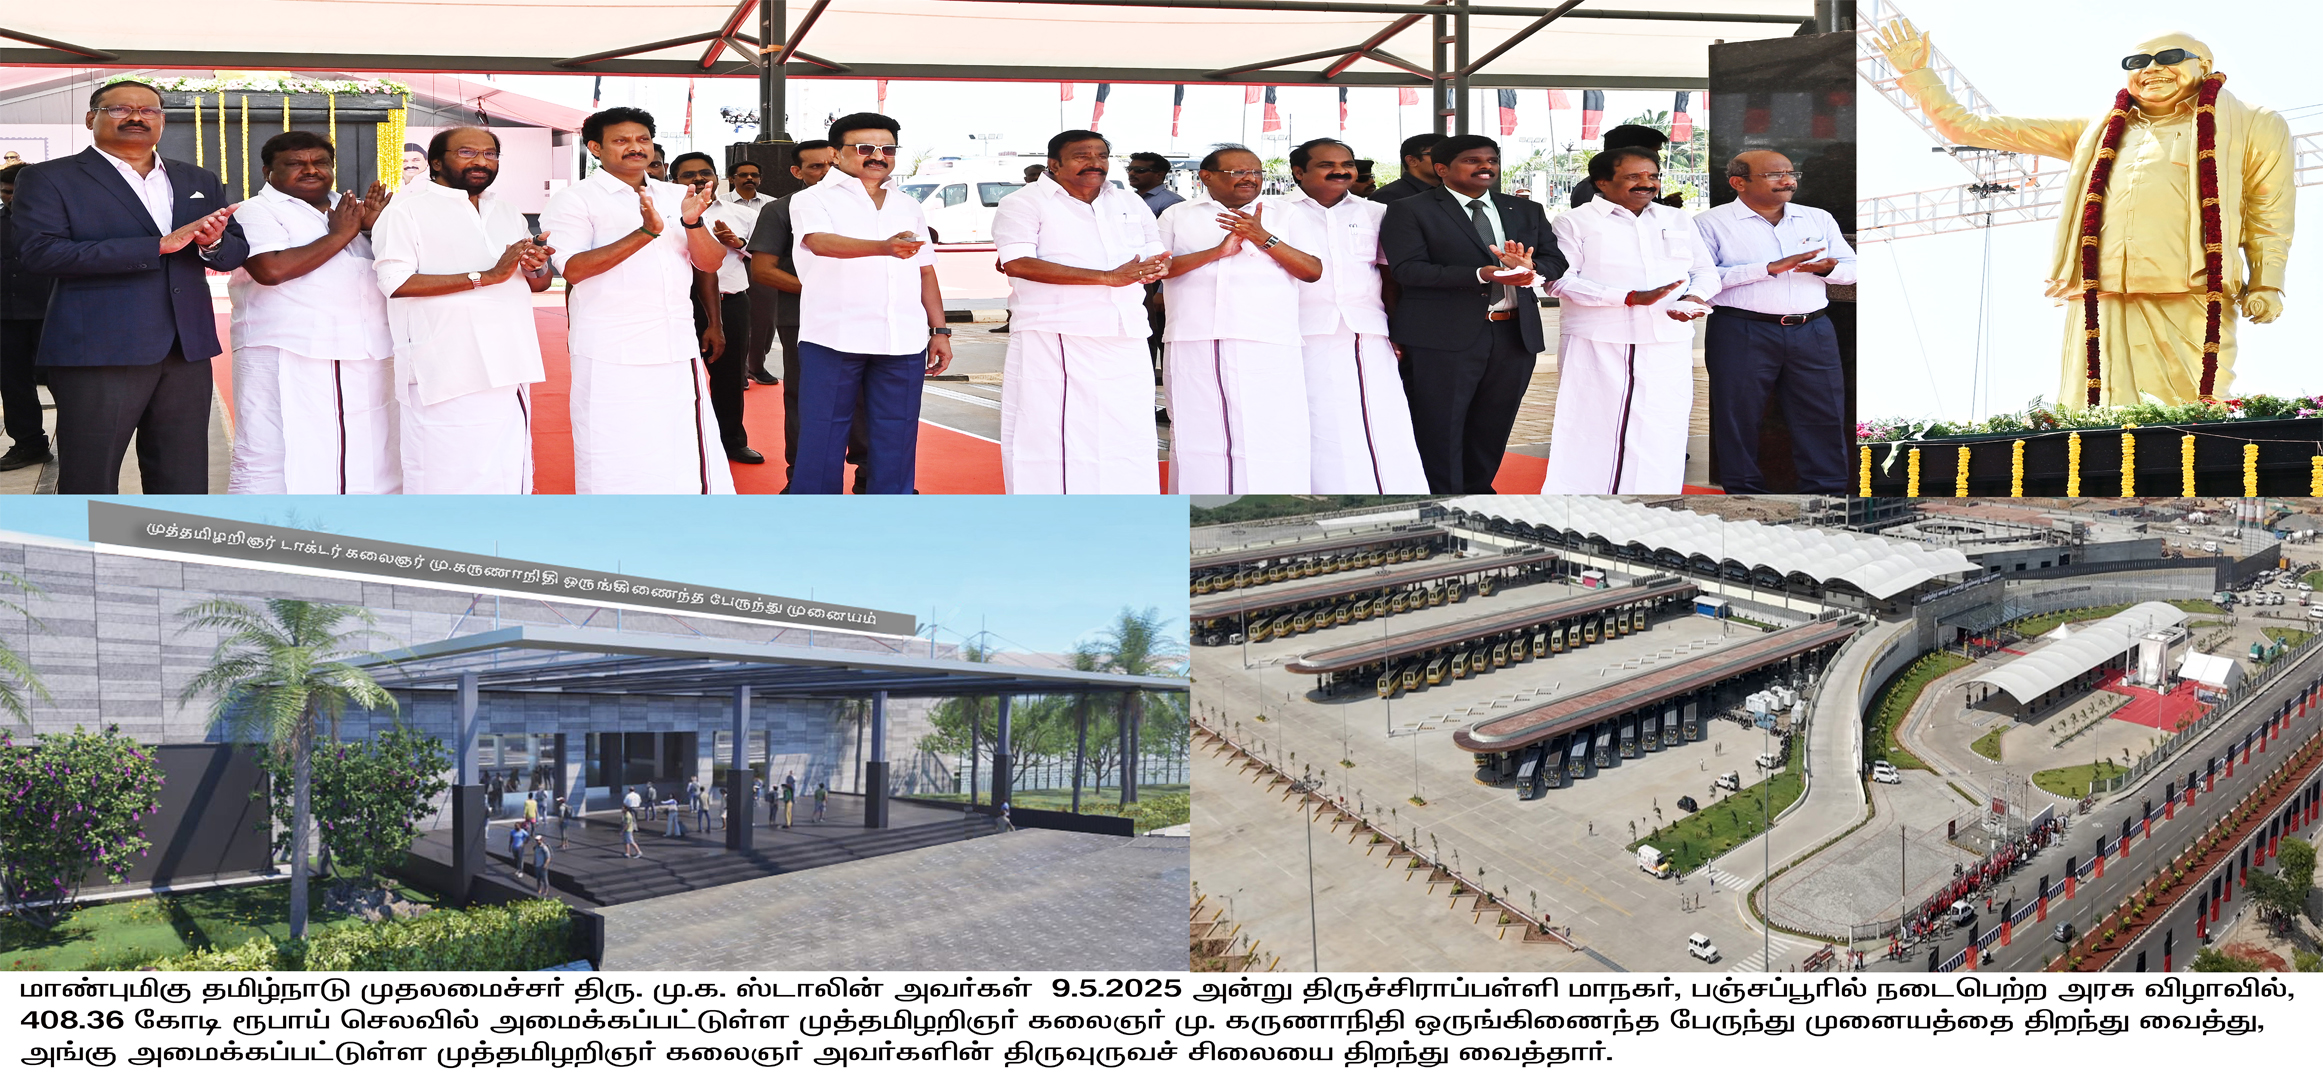 முத்தமிழறிஞர் டாக்டர் கலைஞர் மு.கருணாநிதி ஒருங்கிணைந்த பேருந்து முனையம்
மாண்புமிகு தமிழ்நாடு முதலமைச்சர் திரு. மு.க. ஸ்டாலின் அவர்கள் 9.5.2025 அன்று திருச்சிராப்பள்ளி மாநகர், பஞ்சப்பூரில் நடைபெற்ற அரசு விழாவில்,
408.36 கோடி ரூபாய் செலவில் அமைக்கப்பட்டுள்ள முத்தமிழறிஞர் கலைஞர் மு. கருணாநிதி ஒருங்கிணைந்த பேருந்து முனையத்தை திறந்து வைத்து,
அங்கு அமைக்கப்பட்டுள்ள முத்தமிழறிஞர் கலைஞர் அவர்களின் திருவுருவச் சிலையை திறந்து வைத்தார்.